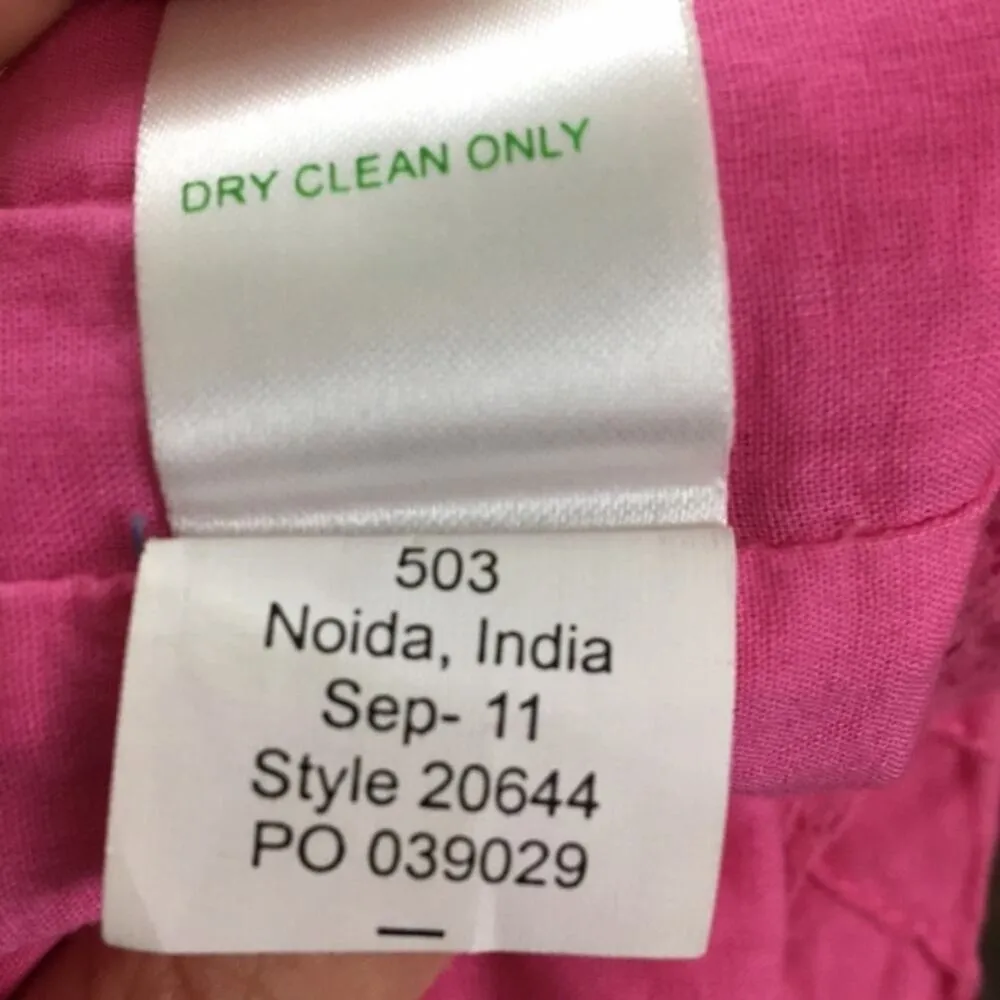 DRY CLEAN ONLY
503
Noida, India
Sep- 11
Style 20644
PO 039029